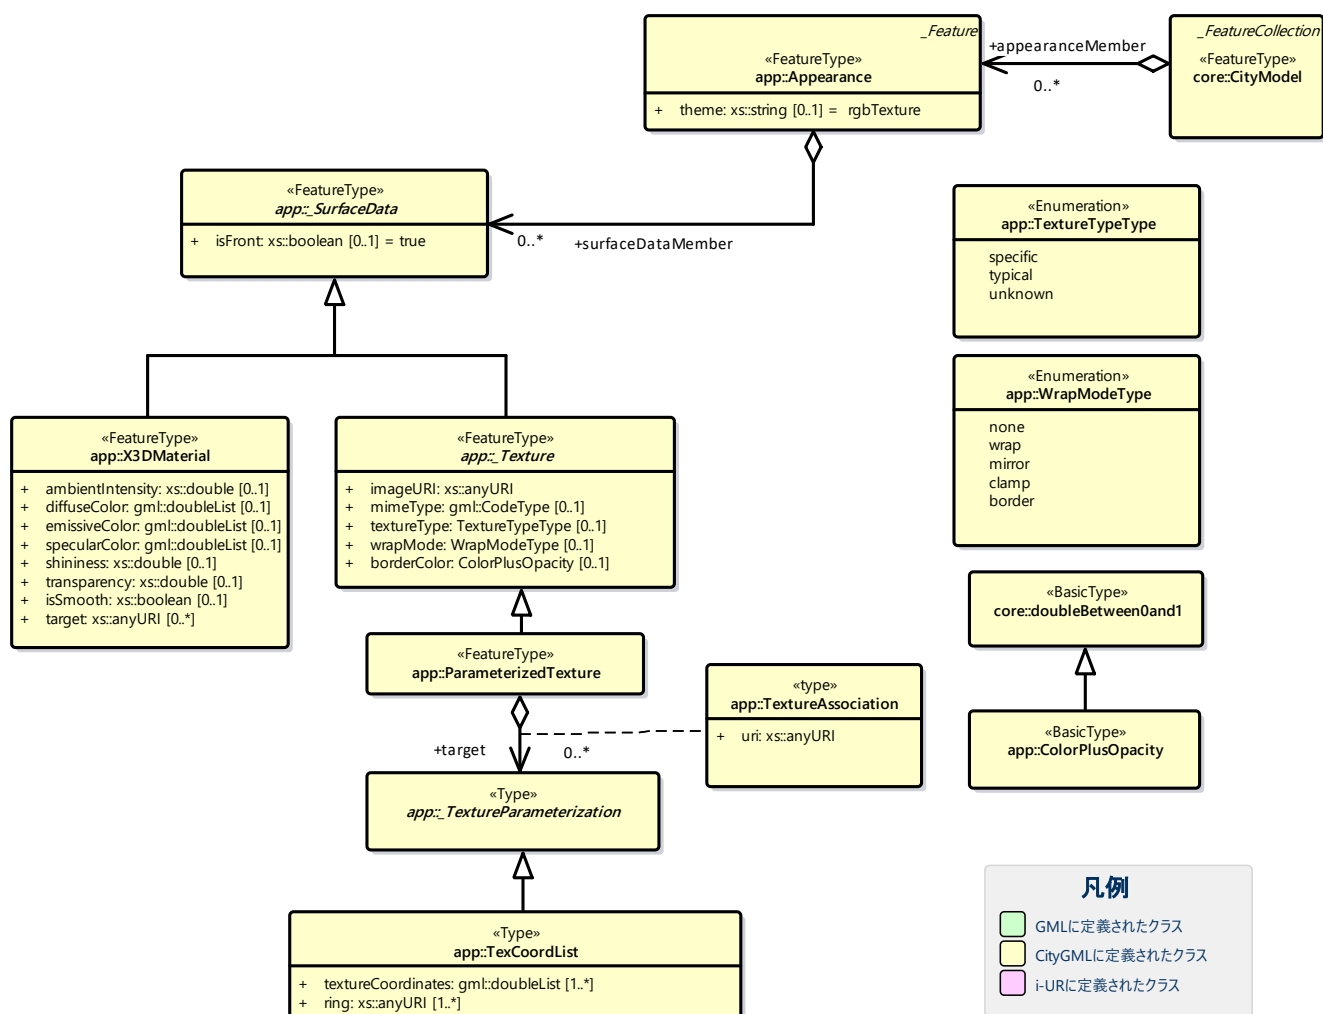 _Feature
«FeatureType»
app::Appearance
+ theme: xs::string [0..1] = rgbTexture
+appearanceMember
0..*
_FeatureCollection
«FeatureType»
core::CityModel
«FeatureType»
app::_SurfaceData
+ isFront: xs::boolean [0..1] = true
0..*
+surfaceDataMember
«Enumeration»
app::TextureTypeType
specific
typical
unknown
«Enumeration»
app::WrapModeType
none
wrap
mirror
clamp
border
«FeatureType»
app::X3DMaterial
+ ambientIntensity: xs::double [0..1]
+ diffuseColor: gml::doubleList [0..1]
+ emissiveColor: gml::doubleList [0..1]
+ specularColor: gml::doubleList [0..1]
+ shininess: xs::double [0..1]
+ transparency: xs::double [0..1]
+ isSmooth: xs::boolean [0..1]
+ target: xs::anyURI [0..*]
«FeatureType»
app::_Texture
+ imageURI: xs::anyURI
+ mimeType: gml::CodeType [0..1]
+ textureType: TextureTypeType [0..1]
+ wrapMode: WrapModeType [0..1]
+ borderColor: ColorPlusOpacity [0..1]
«BasicType»
core::doubleBetween0and1
«FeatureType»
app::ParameterizedTexture
«type»
app::TextureAssociation
+ uri: xs::anyURI
«BasicType»
app::ColorPlusOpacity
+target
0..*
«Type»
app::_TextureParameterization
«Type»
app::TexCoordList
+ textureCoordinates: gml::doubleList [1..*]
+ ring: xs::anyURI [1..*]
凡例
GMLに定義されたクラス
CityGMLに定義されたクラス
i-URに定義されたクラス